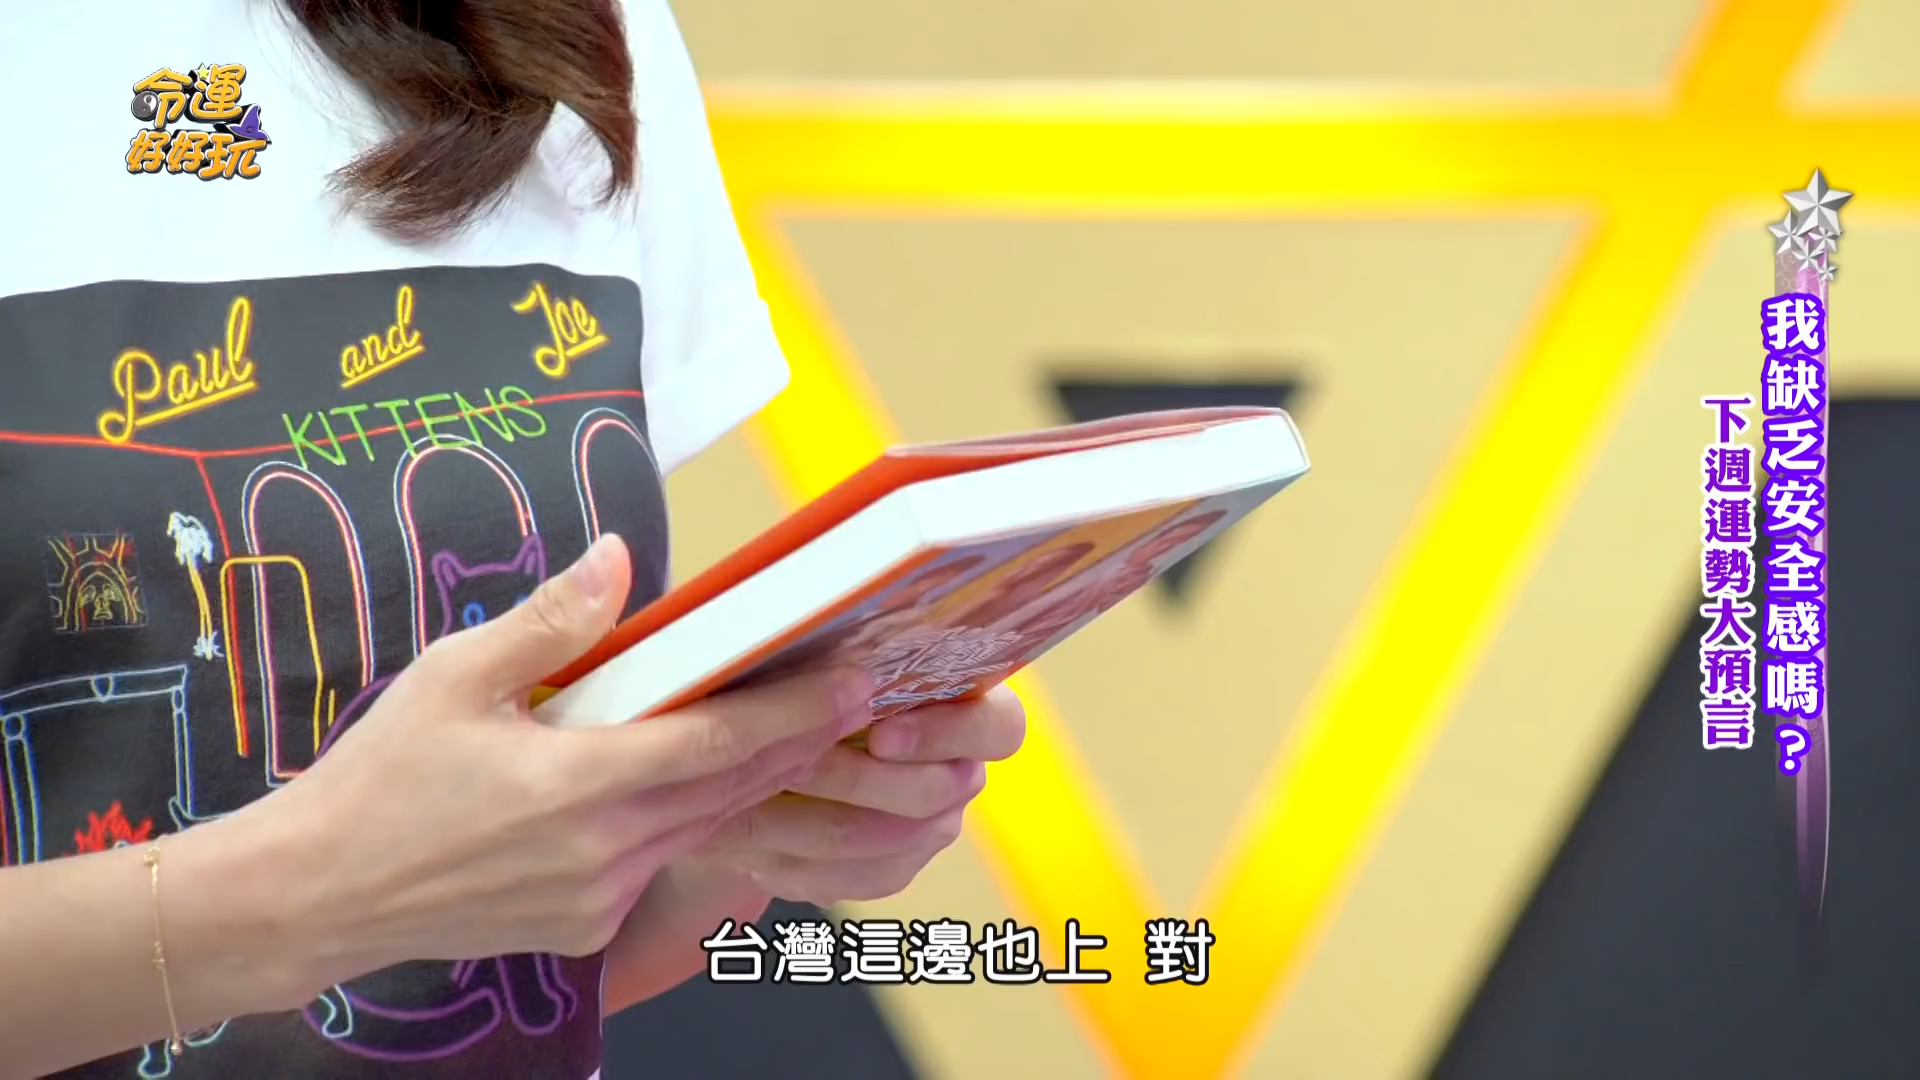 命運
好好玩
Paul and Joe
KITTENS
我缺乏安全感嗎?
下週運勢大預言
台灣這邊也上 對